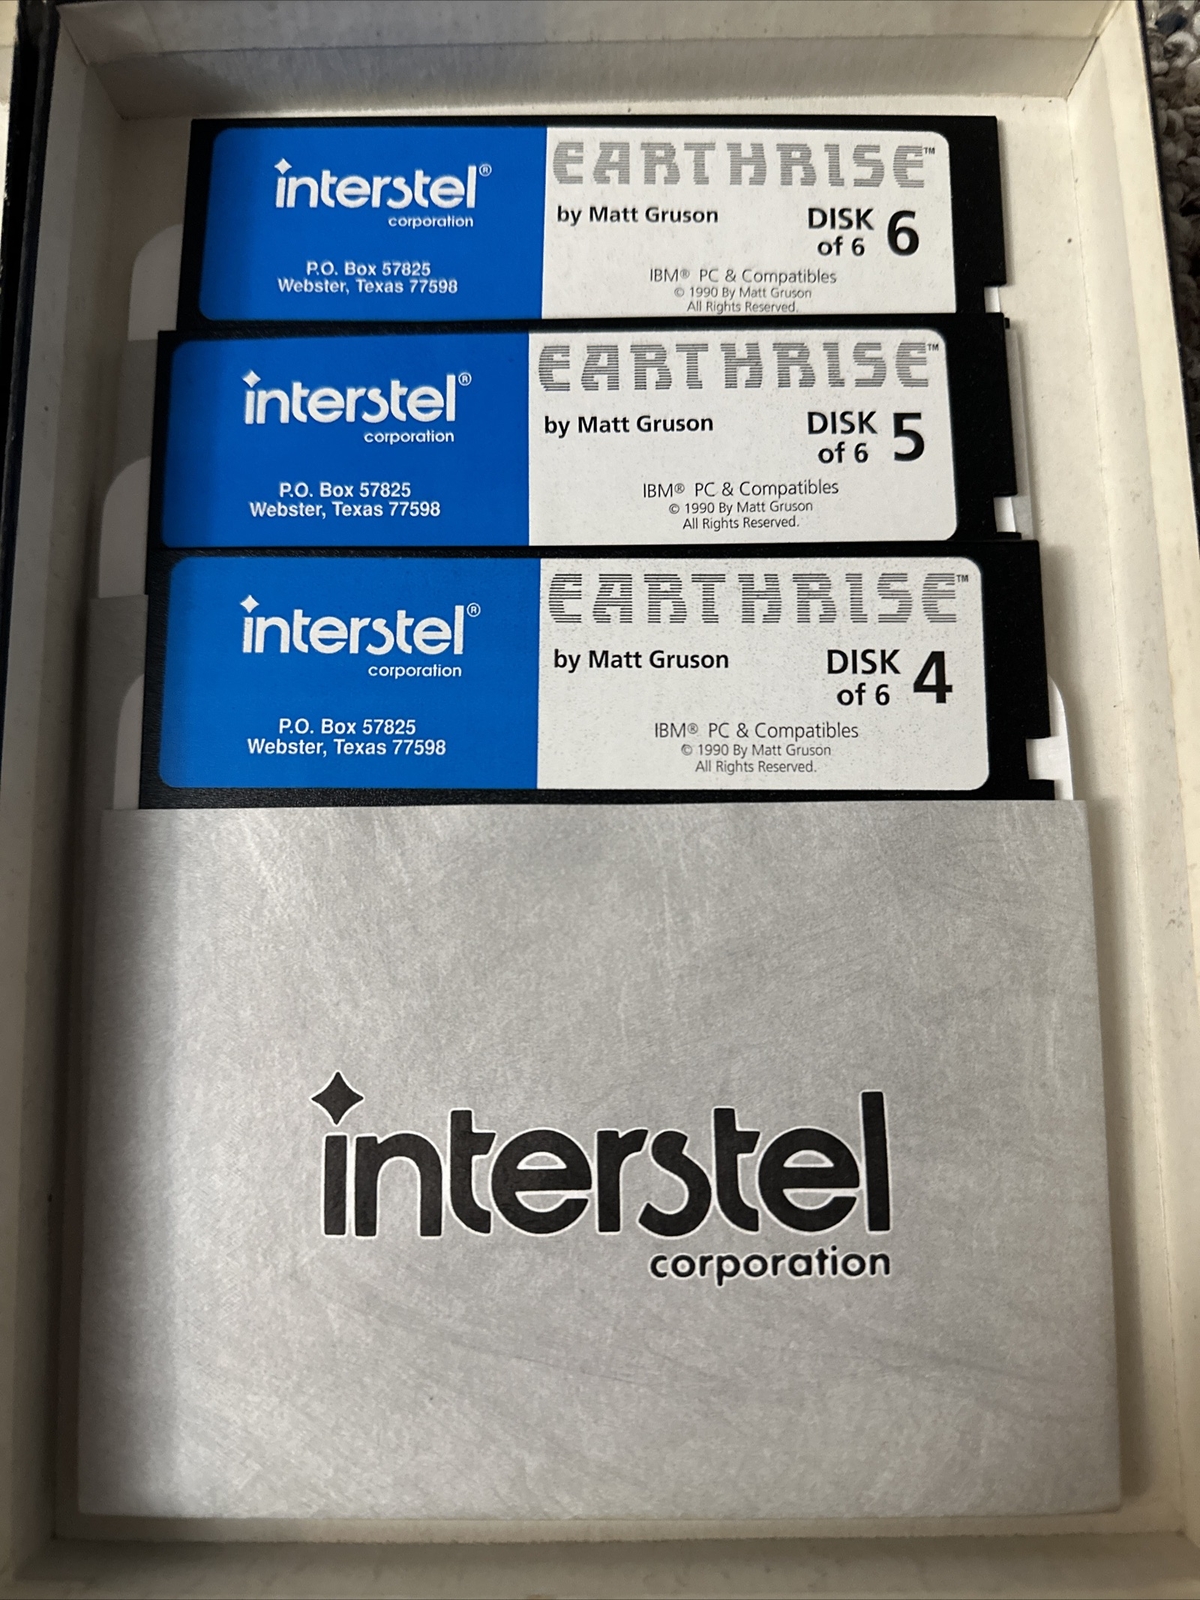 interstel®
corporation
P.O. Box 57825
Webster, Texas 77598
EARTHRISE™
by Matt Gruson
DISK 6
of 6
IBM® PC & Compatibles
© 1990 By Matt Gruson
All Rights Reserved.
interstel®
corporation
P.O. Box 57825
Webster, Texas 77598
EARTHRISE™
by Matt Gruson
DISK 5
of 6
IBM® PC & Compatibles
© 1990 By Matt Gruson
All Rights Reserved.
interstel®
corporation
P.O. Box 57825
Webster, Texas 77598
EARTHRISE™
by Matt Gruson
DISK 4
of 6
IBM® PC & Compatibles
© 1990 By Matt Gruson
All Rights Reserved.
interstel
corporation